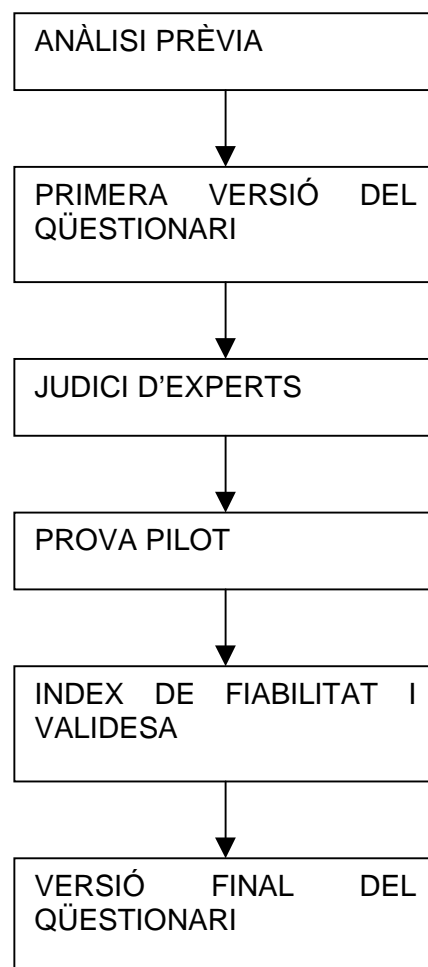 ANÀLISI PRÈVIA
PRIMERA VERSIÓ DEL
QÜESTIONARI
JUDICI D’EXPERTS
PROVA PILOT
INDEX DE FIABILITAT I
VALIDESA
VERSIÓ FINAL DEL
QÜESTIONARI